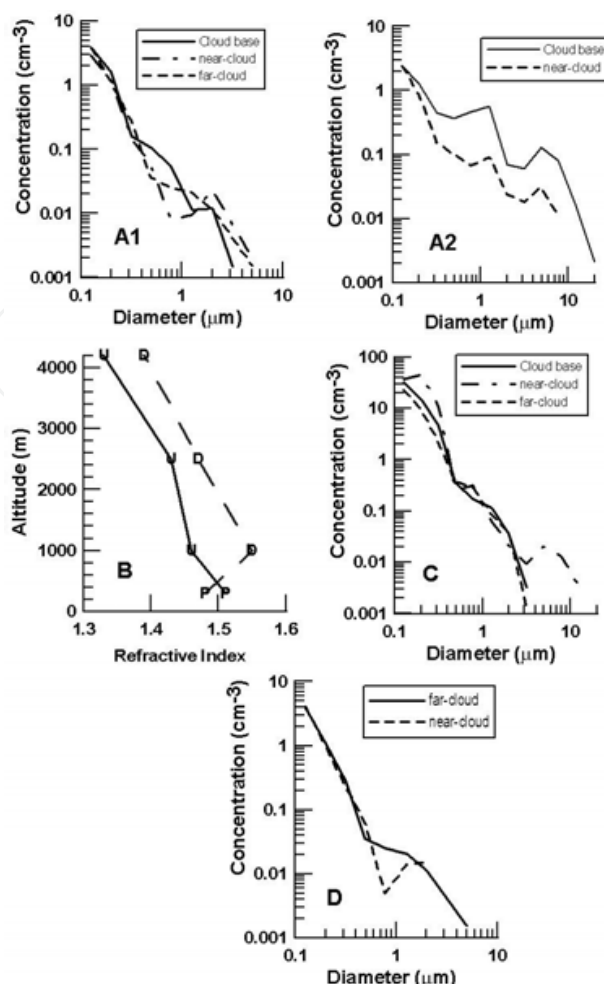 Concentration (cm-3)
10
1
0.1
0.01
0.001
Cloud base
near-cloud
far-cloud
A1
0.1
1
10
Diameter (μm)
Concentration (cm-3)
10
1
0.1
0.01
0.001
Cloud base
near-cloud
A2
0.1
1
10
Diameter (μm)
Altitude (m)
4000
3000
2000
1000
0
U D
U D
U D
P P
B
1.3
1.4
1.5
1.6
Refractive Index
Concentration (cm-3)
100
10
1
0.1
0.01
0.001
Cloud base
near-cloud
far-cloud
C
0.1
1
10
Diameter (μm)
Concentration (cm-3)
10
1
0.1
0.01
0.001
far-cloud
near-cloud
D
0.1
1
10
Diameter (μm)